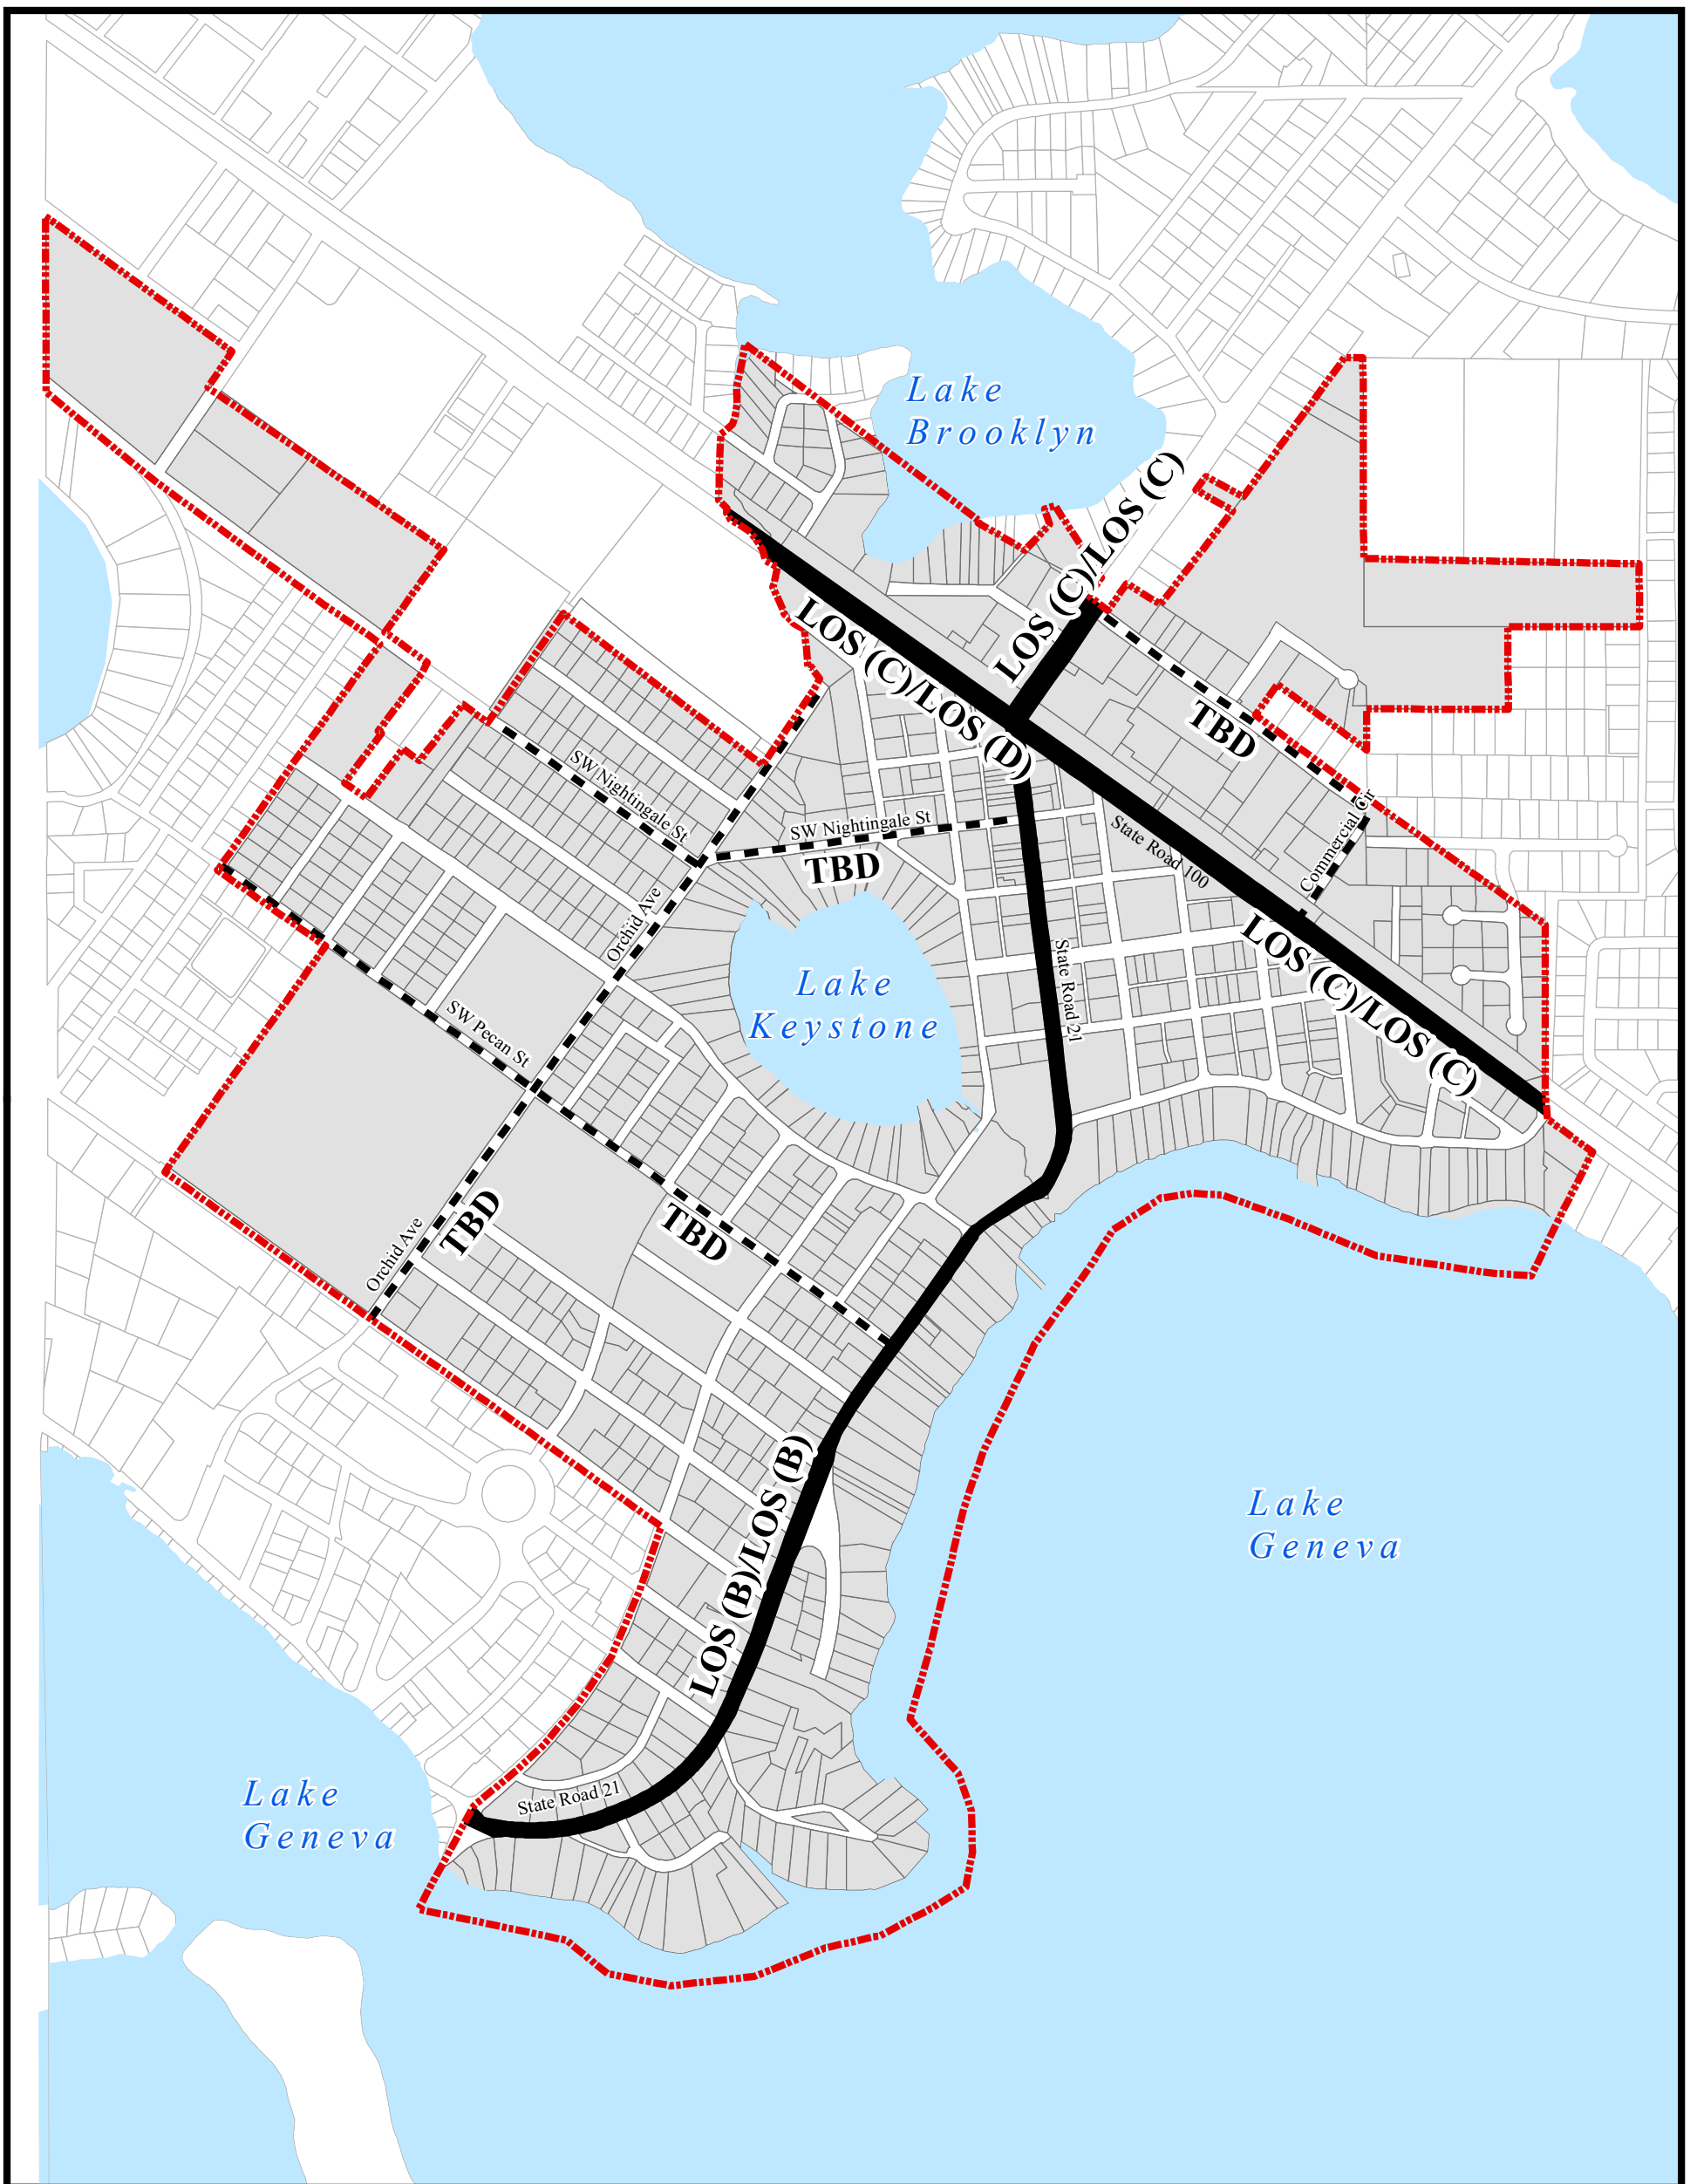 Lake
Brooklyn
LOS (C)/LOS (C)
LOS (C)/LOS (D)
TBD
SW Nightingale St
SW Nightingale St
TBD
Commercial Cir
State Road 100
Orchid Ave
LOS (C)/LOS (C)
State Road 21
Lake
Keystone
SW Pecan St
Orchid Ave
TBD
TBD
LOS (B)/LOS (B)
Lake
Geneva
State Road 21
Lake
Geneva